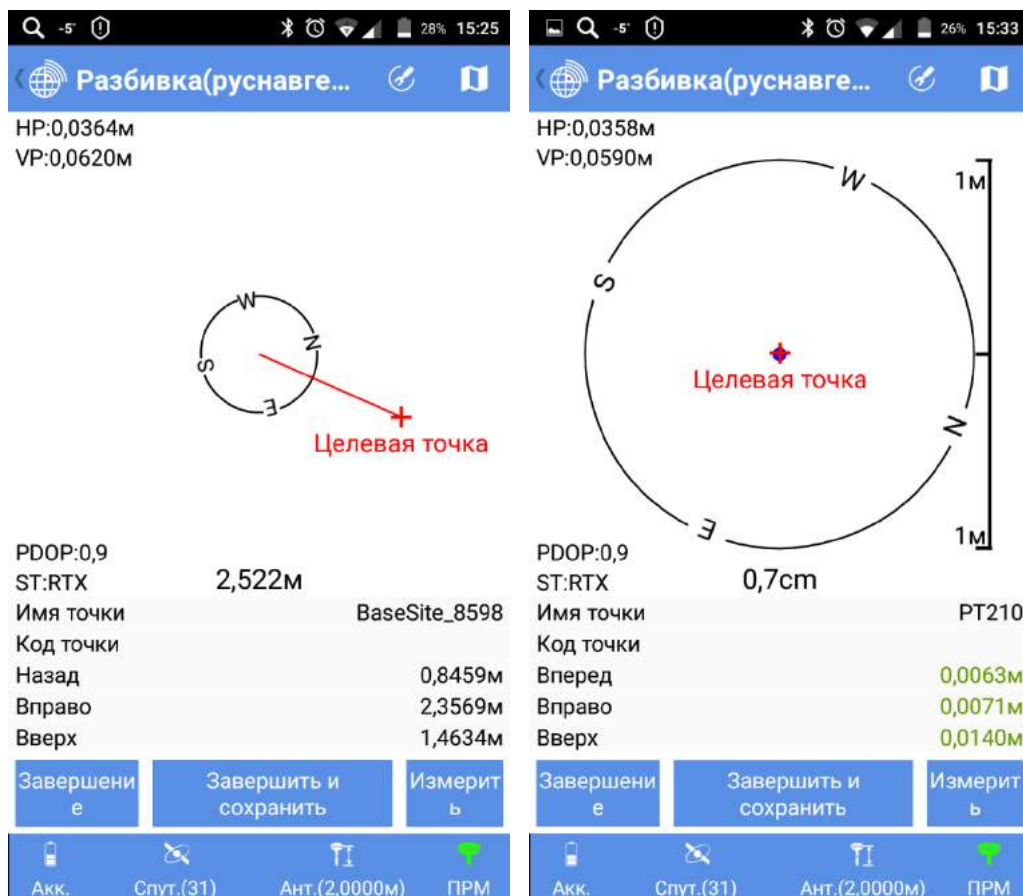 -5° 28% 15:25
Разбивка(руснавге...
HP:0,0364м
VP:0,0620м
W
N
S
E
Целевая точка
PDOP:0,9
ST:RTX 2,522м
Имя точки BaseSite_8598
Код точки
Назад 0,8459м
Вправо 2,3569м
Вверх 1,4634м
Завершени
е
Завершить и
сохранить
Измерит
ь
Акк. Спут.(31) Ант.(2,0000м) ПРМ
-5° 26% 15:33
Разбивка(руснавге...
HP:0,0358м
VP:0,0590м
W
1м
S
Целевая точка
N
E
1м
PDOP:0,9
ST:RTX 0,7cm
Имя точки PT210
Код точки
Вперед 0,0063м
Вправо 0,0071м
Вверх 0,0140м
Завершени
е
Завершить и
сохранить
Измерит
ь
Акк. Спут.(31) Ант.(2,0000м) ПРМ